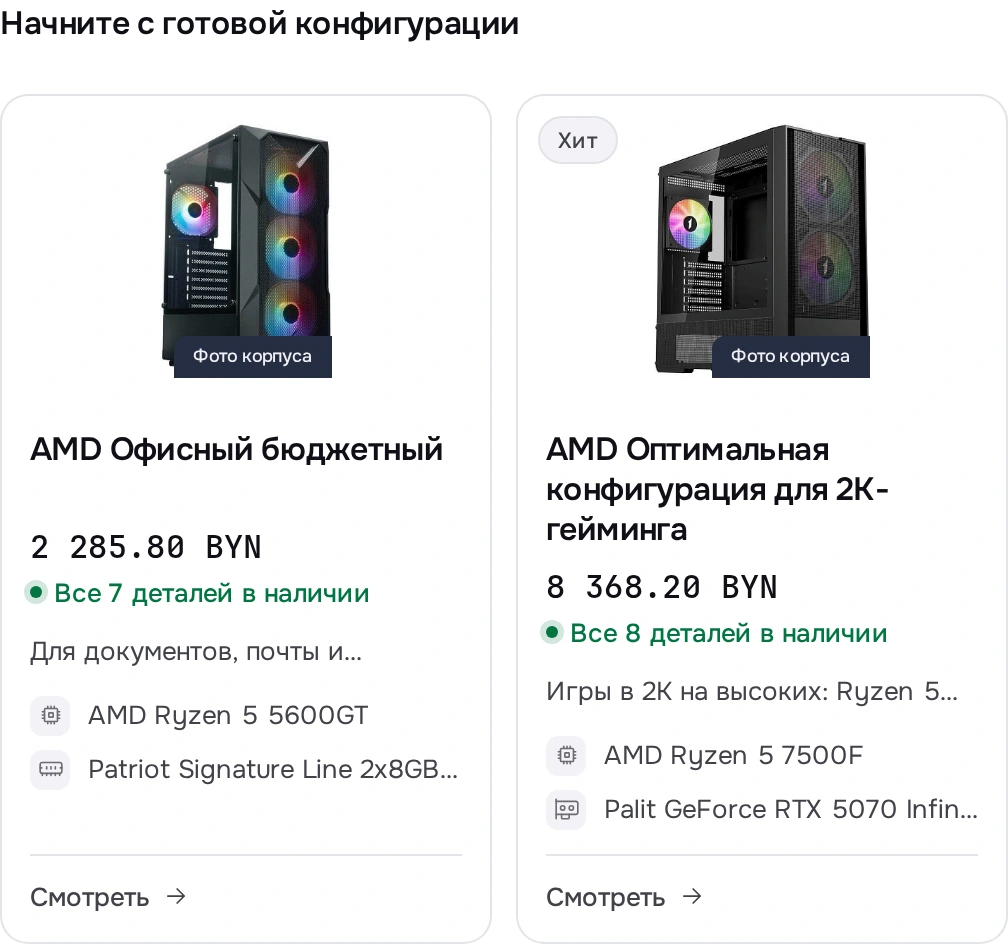 Начните с готовой конфигурации
Фото корпуса
AMD Офисный бюджетный
2 285.80 BYN
Все 7 деталей в наличии
Для документов, почты и...
AMD Ryzen 5 5600GT
Patriot Signature Line 2x8GB...
Смотреть →
Хит
Фото корпуса
AMD Оптимальная
конфигурация для 2К-
гейминга
8 368.20 BYN
Все 8 деталей в наличии
Игры в 2К на высоких: Ryzen 5...
AMD Ryzen 5 7500F
Palit GeForce RTX 5070 Infin...
Смотреть →